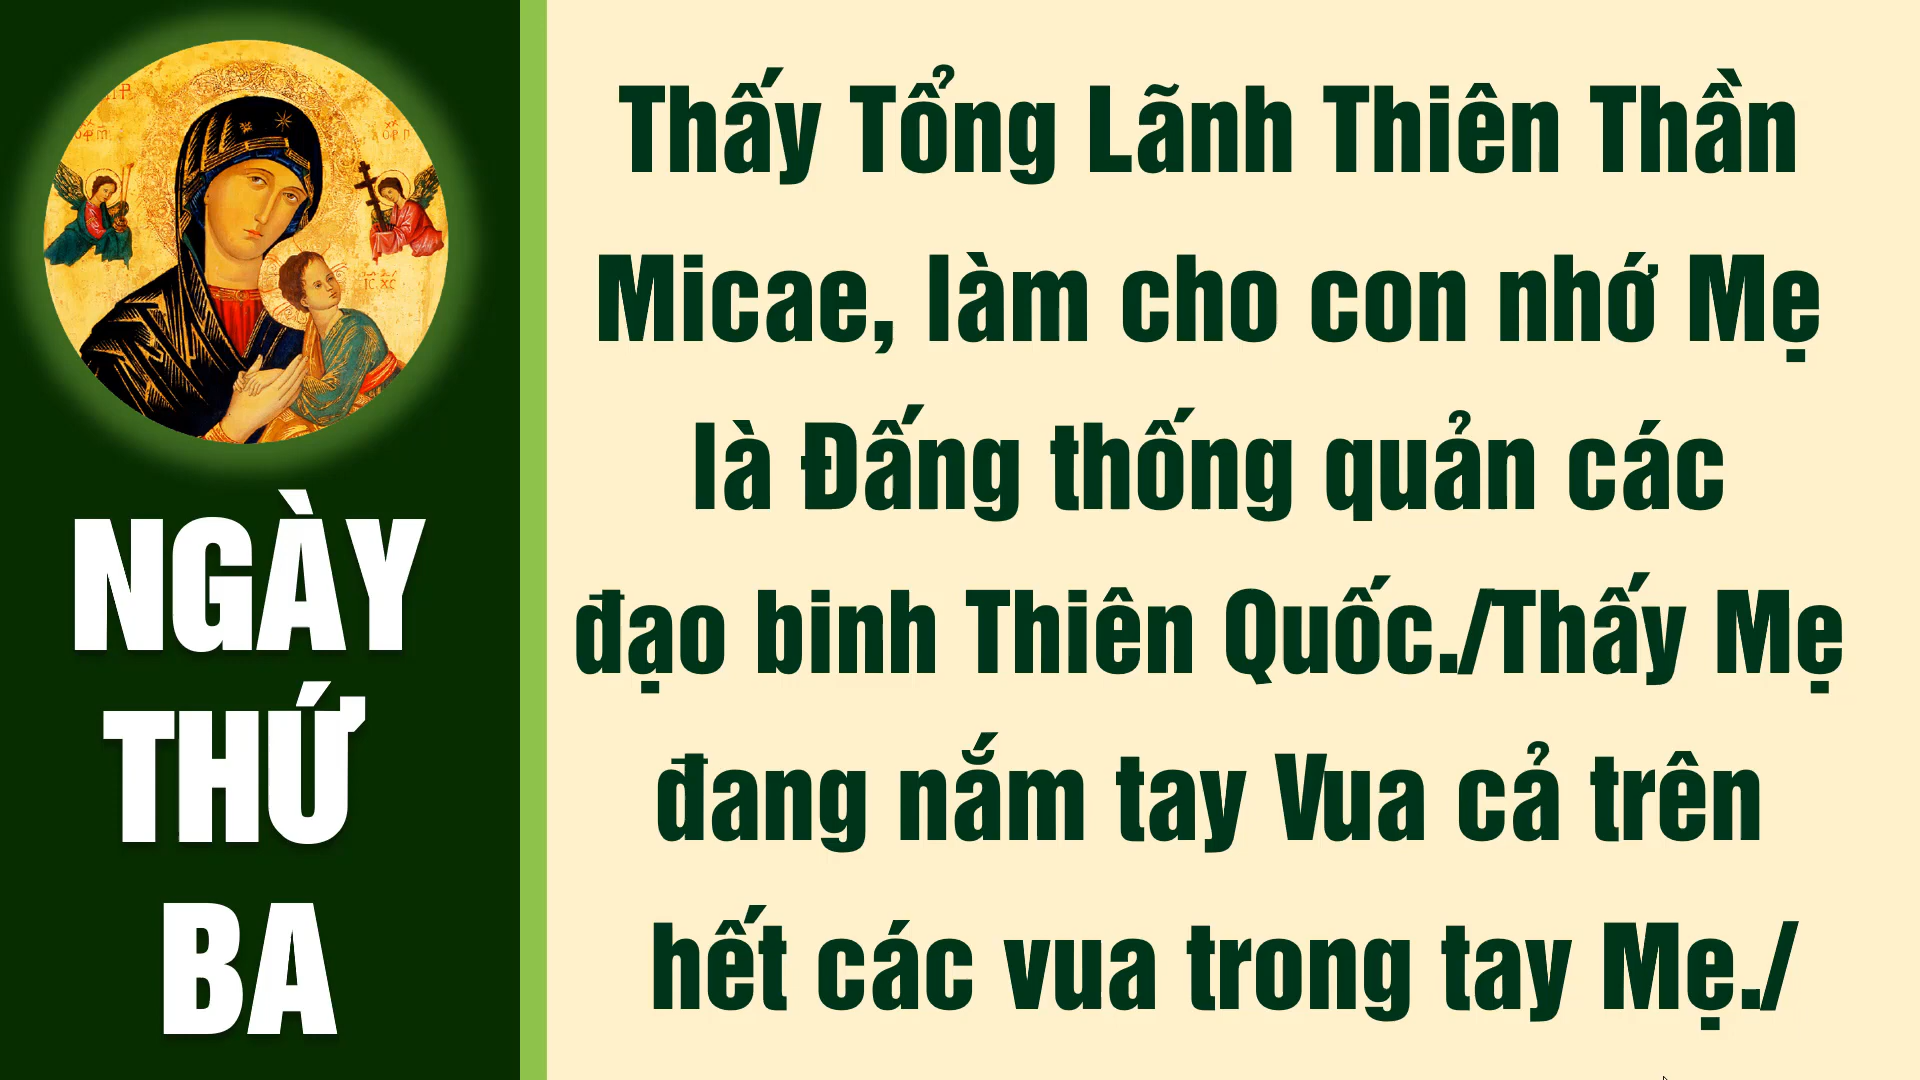 NGÀY
THỨ
BA
Thấy Tổng Lãnh Thiên Thần
Micae, làm cho con nhớ Mẹ
là Đấng thống quản các
đạo binh Thiên Quốc./Thấy Mẹ
đang nắm tay Vua cả trên
hết các vua trong tay Mẹ./